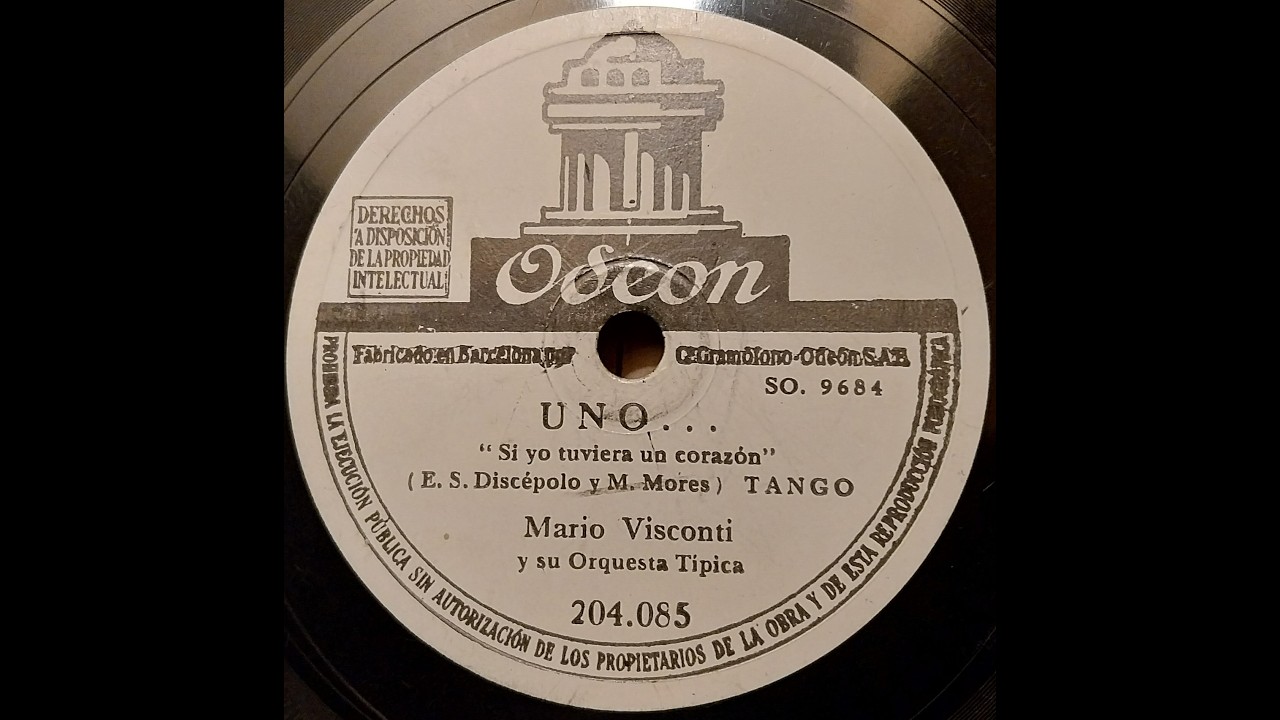 DERECHOS
A DISPOSICIÓN
DE LA PROPIEDAD
INTELECTUAL
Odeon
Fabricado en Barcelona por Cª Gramófono-Odeón S.A.E.
SO. 9684
UNO...
“Si yo tuviera un corazón”
(E. S. Discépolo y M. Mores) TANGO
Mario Visconti
y su Orquesta Típica
204.085
PROHIBIDA LA EJECUCIÓN PÚBLICA SIN AUTORIZACIÓN DE LOS PROPIETARIOS DE LA OBRA Y DE ESTA REPRODUCCIÓN FONOGRÁFICA